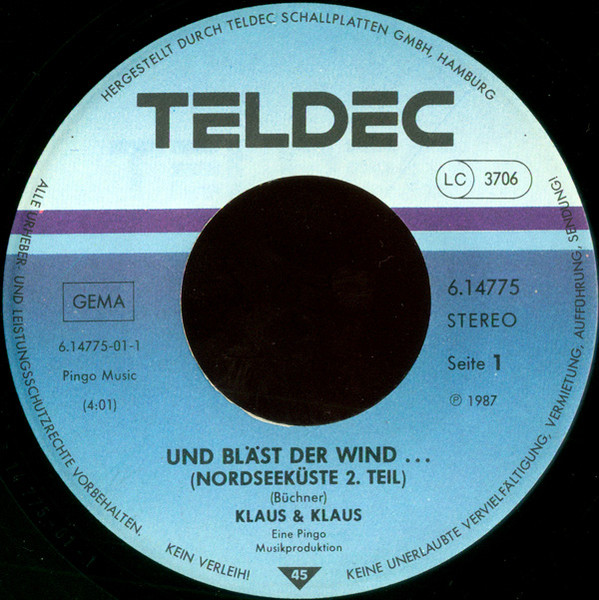 HERGESTELLT DURCH TELDEC SCHALLPLATTEN GMBH, HAMBURG
TELDEC
LC 3706
GEMA
6.14775-01-1
Pingo Music
(4:01)
6.14775
STEREO
Seite 1
℗ 1987
UND BLÄST DER WIND ...
(NORDSEEKÜSTE 2. TEIL)
(Büchner)
KLAUS & KLAUS
Eine Pingo
Musikproduktion
45
ALLE URHEBER- UND LEISTUNGSSCHUTZRECHTE VORBEHALTEN.
KEIN VERLEIH! KEINE UNERLAUBTE VERVIELFÄLTIGUNG, VERMIETUNG, AUFFÜHRUNG, SENDUNG!